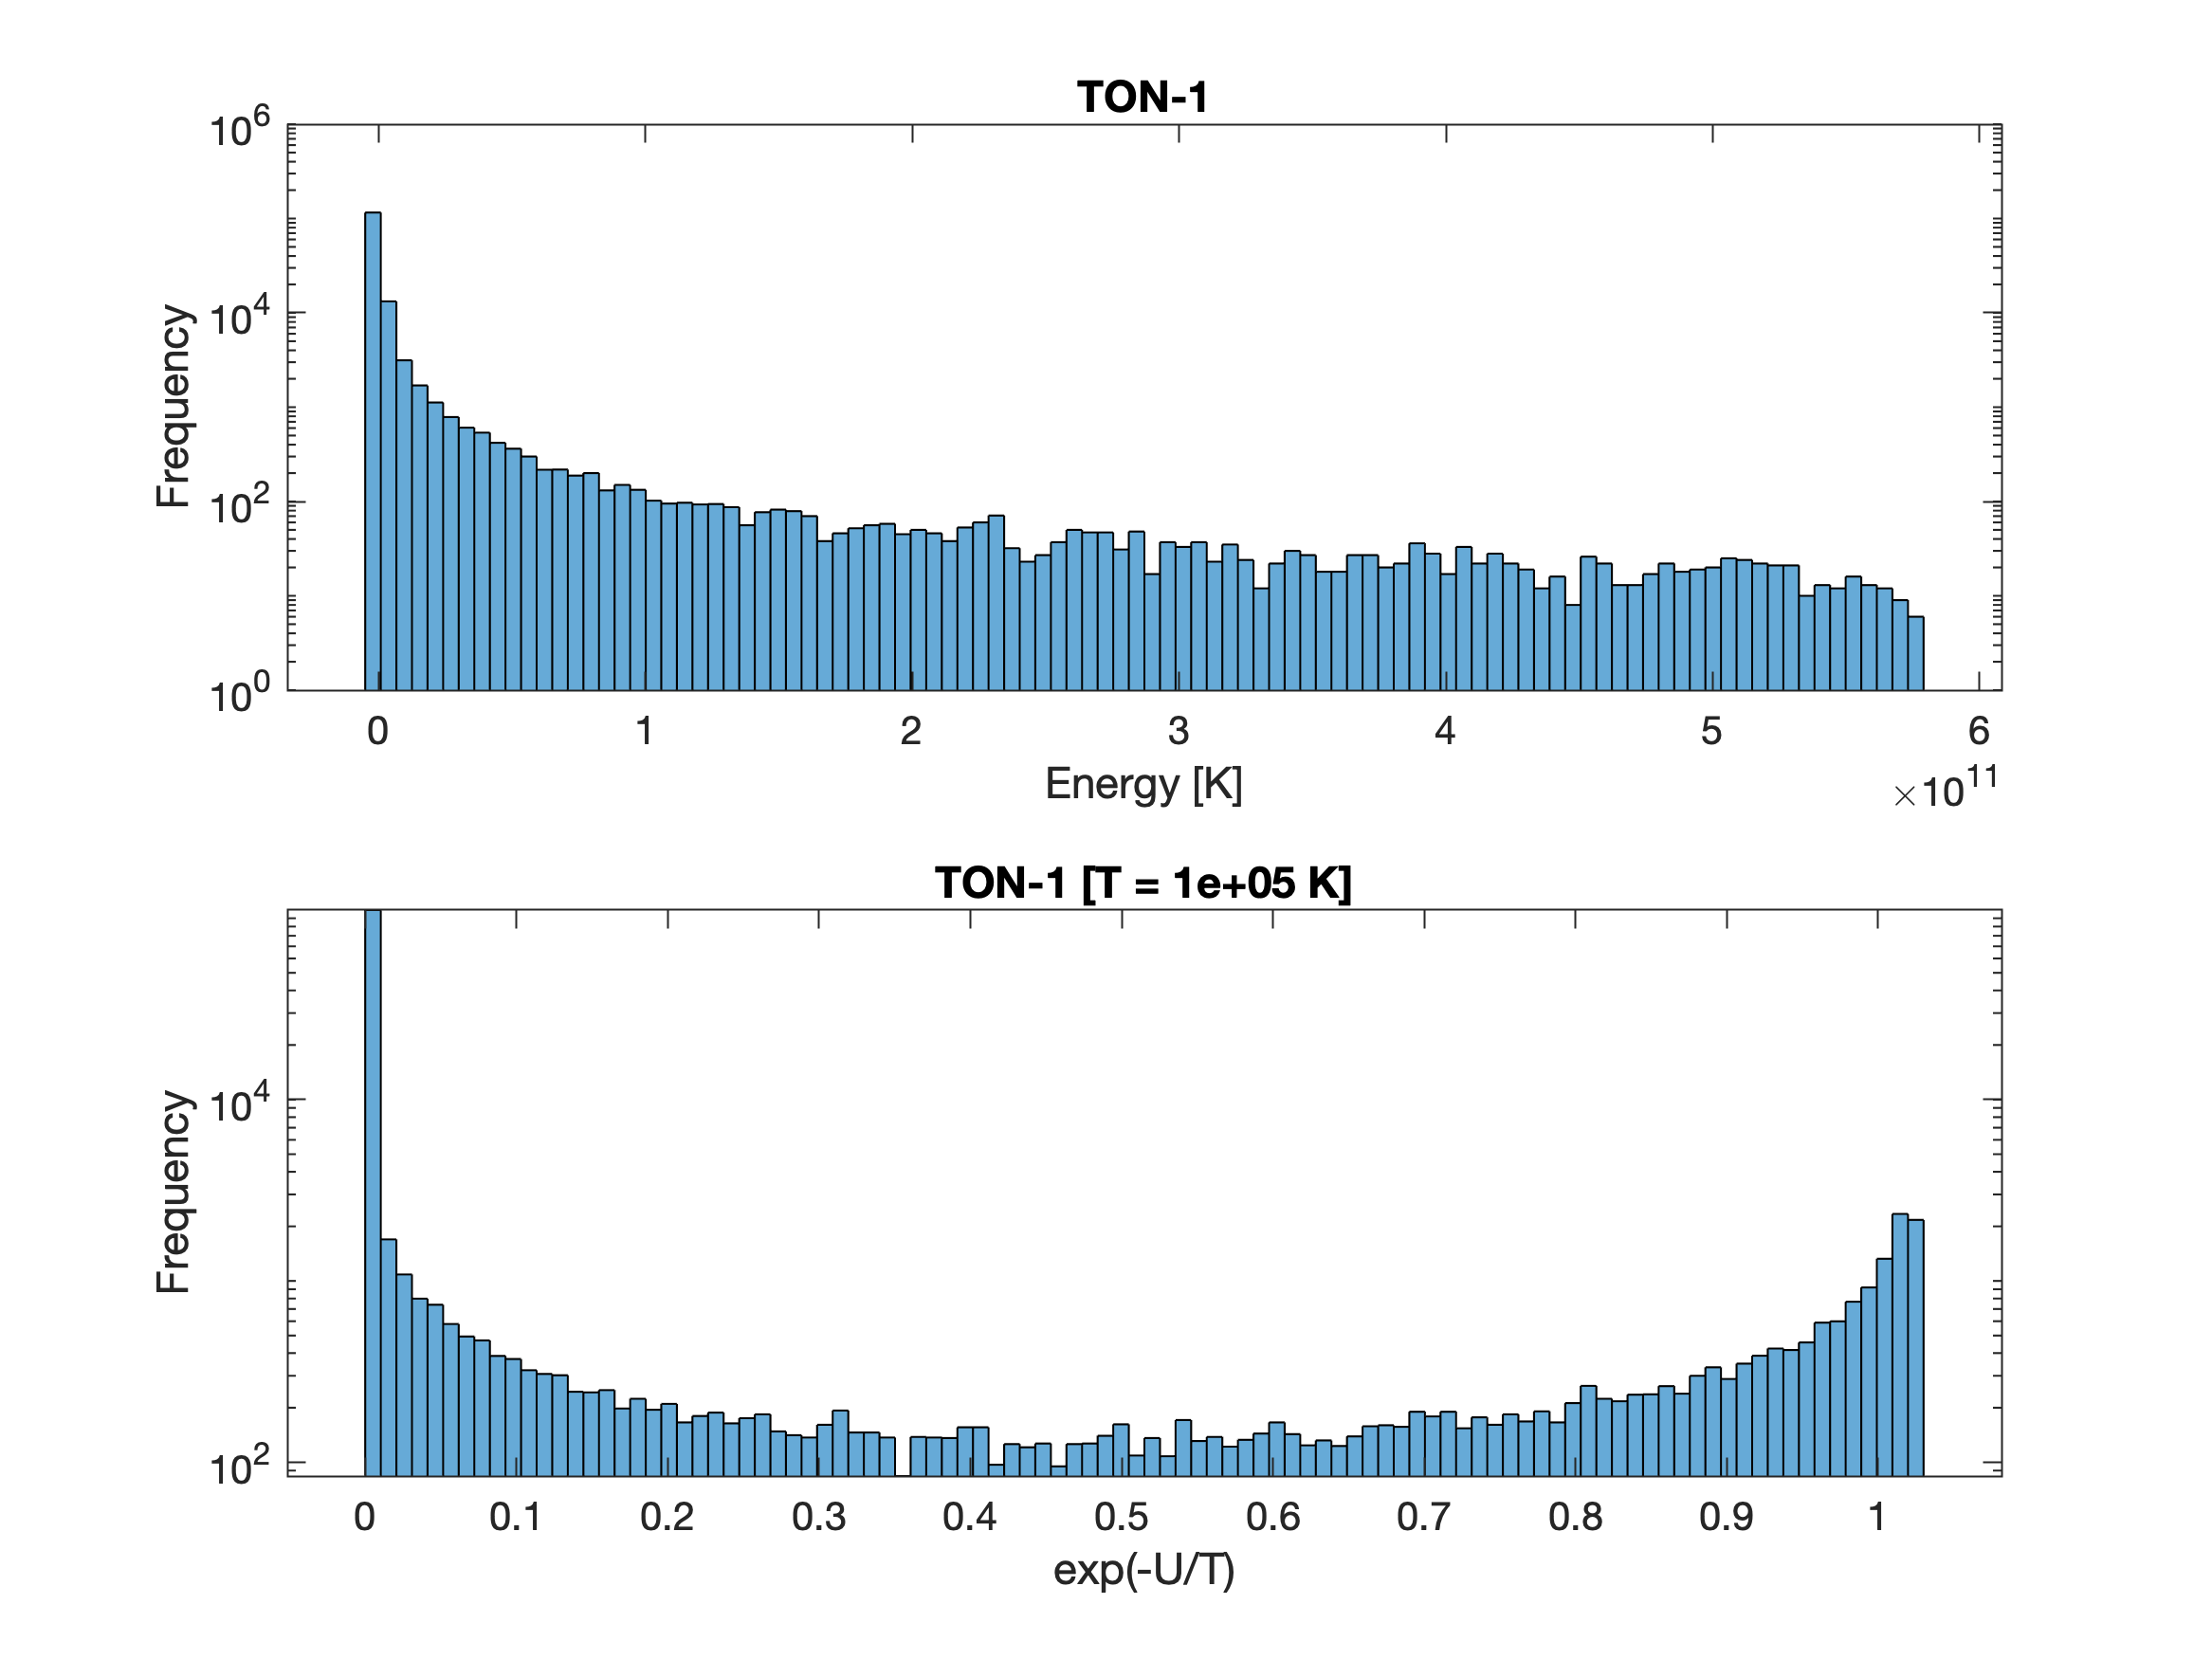 TON-1
10^6
10^4
10^2
10^0
Frequency
0 1 2 3 4 5 6
Energy [K]
×10^11
TON-1 [T = 1e+05 K]
10^4
10^2
Frequency
0 0.1 0.2 0.3 0.4 0.5 0.6 0.7 0.8 0.9 1
exp(-U/T)